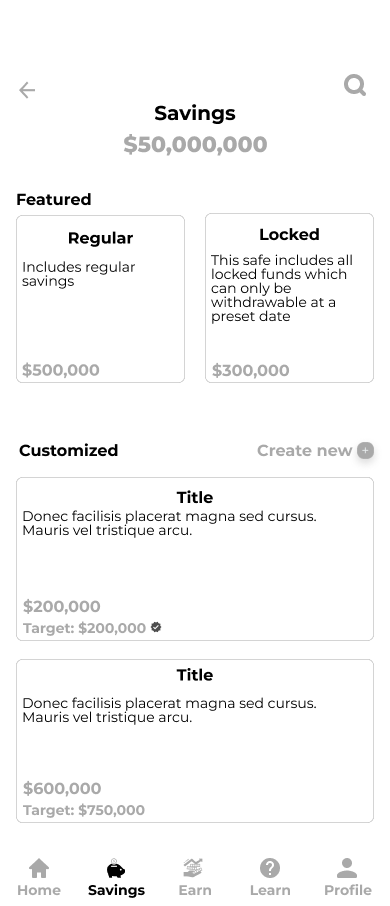 Savings
$50,000,000
Featured
Regular
Includes regular
savings
$500,000
Locked
This safe includes all
locked funds which
can only be
withdrawable at a
preset date
$300,000
Customized
Create new +
Title
Donec facilisis placerat magna sed cursus.
Mauris vel tristique arcu.
$200,000
Target: $200,000
Title
Donec facilisis placerat magna sed cursus.
Mauris vel tristique arcu.
$600,000
Target: $750,000
Home
Savings
Earn
Learn
Profile